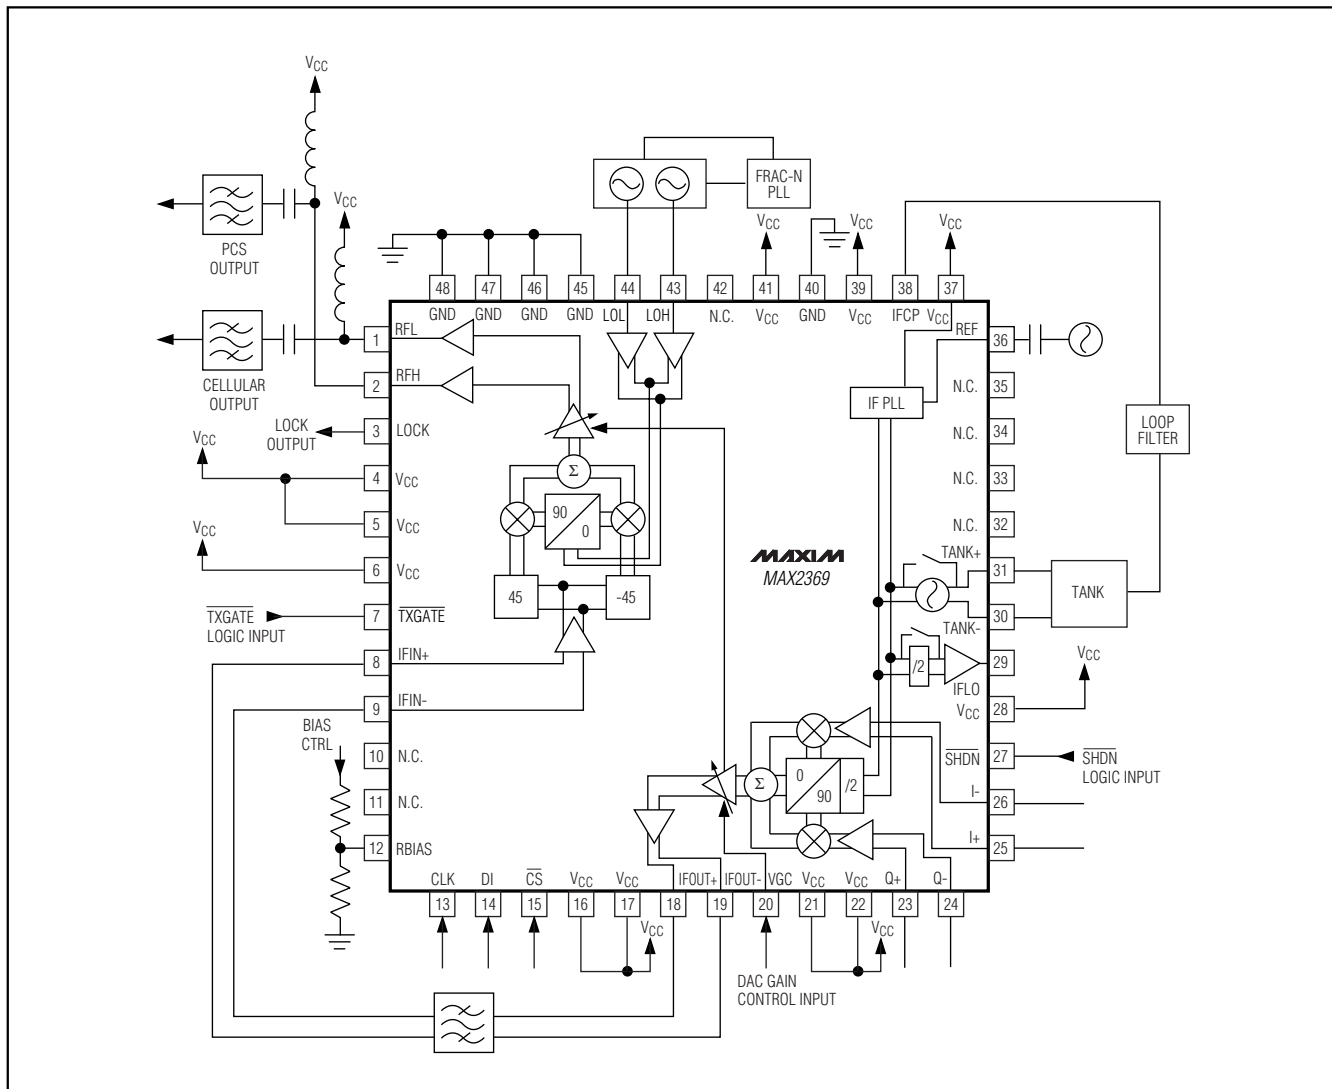 VCC
VCC
FRAC-N
PLL
PCS
OUTPUT
VCC
VCC
VCC
48
47
46
45
44
43
42
41
40
39
38
37
GND
GND
GND
GND
LOL
LOH
N.C.
VCC
GND
VCC
IFCP
VCC
1
RFL
REF
36
CELLULAR
OUTPUT
2
RFH
N.C.
35
IF PLL
LOCK
OUTPUT
3
LOCK
N.C.
34
LOOP
FILTER
VCC
4
VCC
Σ
N.C.
33
5
VCC
90
0
N.C.
32
VCC
6
VCC
MAXIM
MAX2369
TANK+
31
45
-45
TANK
TXGATE
LOGIC INPUT
7
TXGATE
30
TANK-
8
IFIN+
/2
29
IFLO
VCC
9
IFIN-
VCC
28
BIAS
CTRL
10
N.C.
SHDN
27
SHDN
LOGIC INPUT
Σ
0
90
/2
I-
26
11
N.C.
12
RBIAS
I+
25
CLK
DI
CS
VCC
VCC
IFOUT+
IFOUT-
VGC
VCC
VCC
Q+
Q-
13
14
15
16
17
18
19
20
21
22
23
24
VCC
VCC
DAC GAIN
CONTROL INPUT